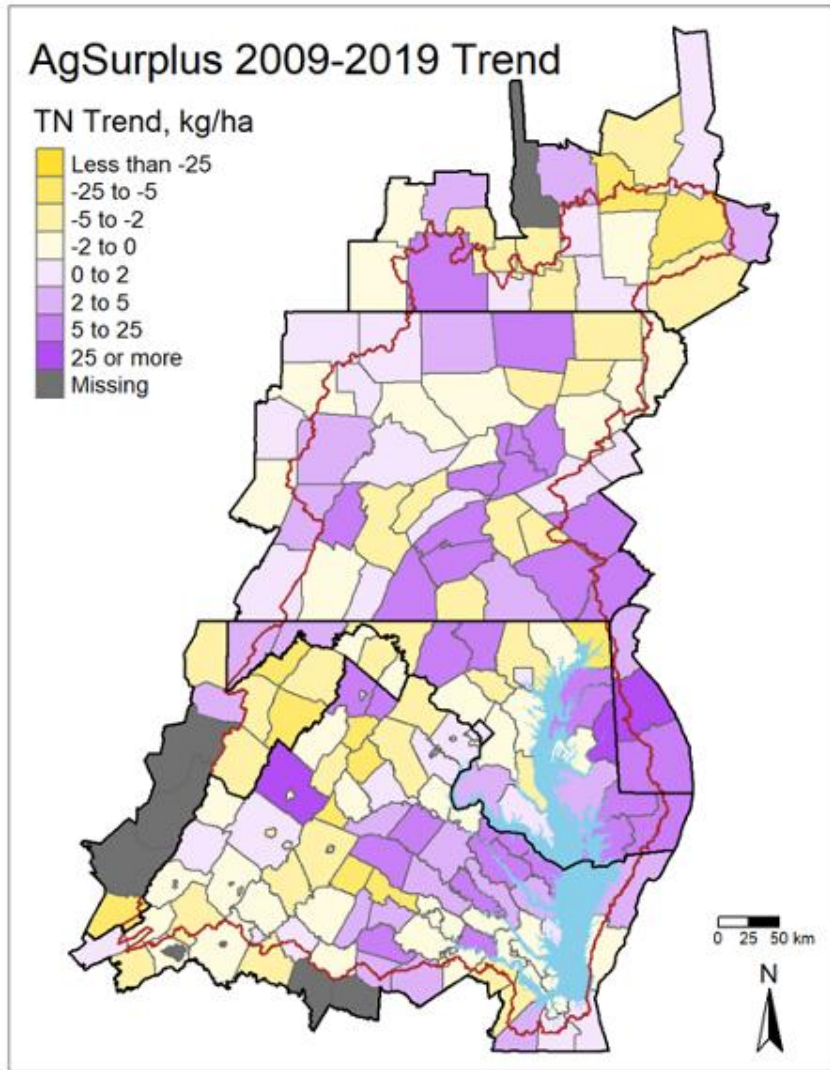 AgSurplus 2009-2019 Trend
TN Trend, kg/ha
Less than -25
-25 to -5
-5 to -2
-2 to 0
0 to 2
2 to 5
5 to 25
25 or more
Missing
0 25 50 km
N